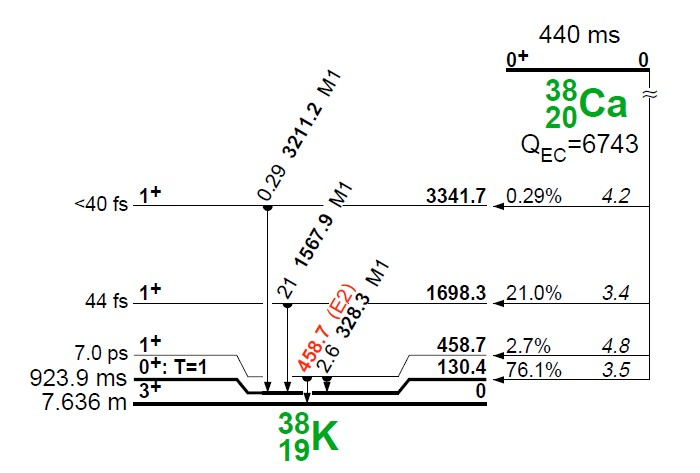 440 ms
0+ 0
38
20Ca
QEC=6743
0.29 3211.2 M1
<40 fs 1+ 3341.7 0.29% 4.2
21 1567.9 M1
44 fs 1+ 1698.3 21.0% 3.4
458.7 (E2)
2.6 328.3 M1
7.0 ps 1+ 458.7 2.7% 4.8
923.9 ms 0+: T=1 130.4 76.1% 3.5
7.636 m 3+ 0
38
19K